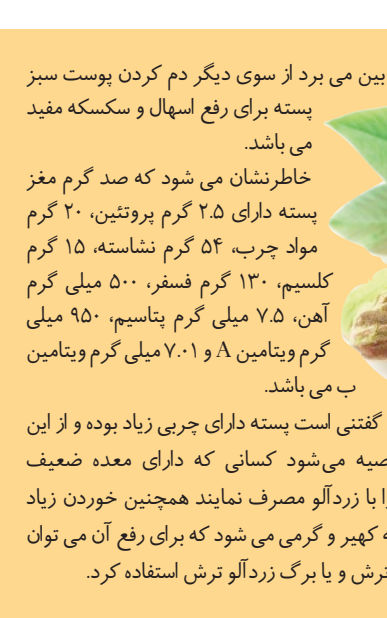 بین می برد از سوی دیگر دم کردن پوست سبز
پسته برای رفع اسهال و سکسکه مفید
می باشد.
خاطرنشان می شود که صد گرم مغز
پسته دارای ۲.۵ گرم پروتئین، ۲۰ گرم
مواد چرب، ۵۴ گرم نشاسته، ۱۵ گرم
کلسیم، ۱۳۰ گرم فسفر، ۵۰۰ میلی گرم
آهن، ۷.۵ میلی گرم پتاسیم، ۹۵۰ میلی
گرم ویتامین A و ۷.۰۱ میلی گرم ویتامین
ب می باشد.
گفتنی است پسته دارای چربی زیاد بوده و از این
می‌شود کسانی که دارای معده ضعیف
با زردآلو مصرف نمایند همچنین خوردن زیاد
کهیر و گرمی می شود که برای رفع آن می توان
ترش و یا برگ زردآلو ترش استفاده کرد.